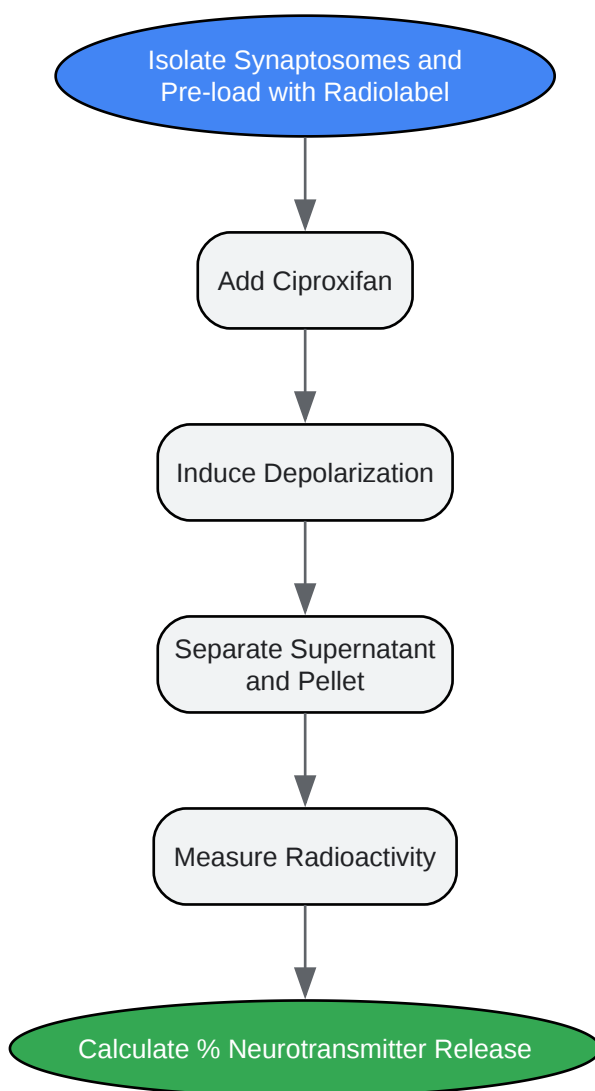 Isolate Synaptosomes and
Pre-load with Radiolabel
Add Ciproxifan
Induce Depolarization
Separate Supernatant
and Pellet
Measure Radioactivity
Calculate % Neurotransmitter Release